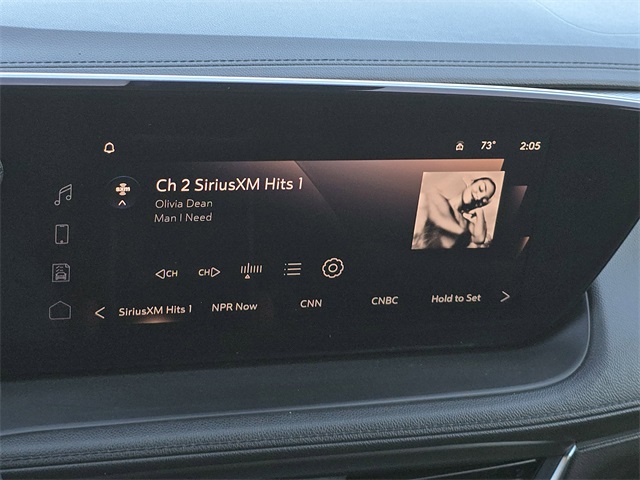 73° 2:05
sxm
Ch 2 SiriusXM Hits 1
Olivia Dean
Man I Need
CH CH
SiriusXM Hits 1 NPR Now CNN CNBC Hold to Set